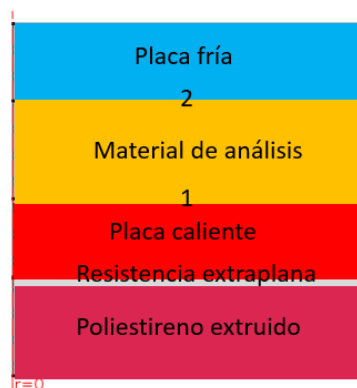 Placa fría
2
Material de análisis
1
Placa caliente
Resistencia extraplana
Poliestireno extruido
r=0